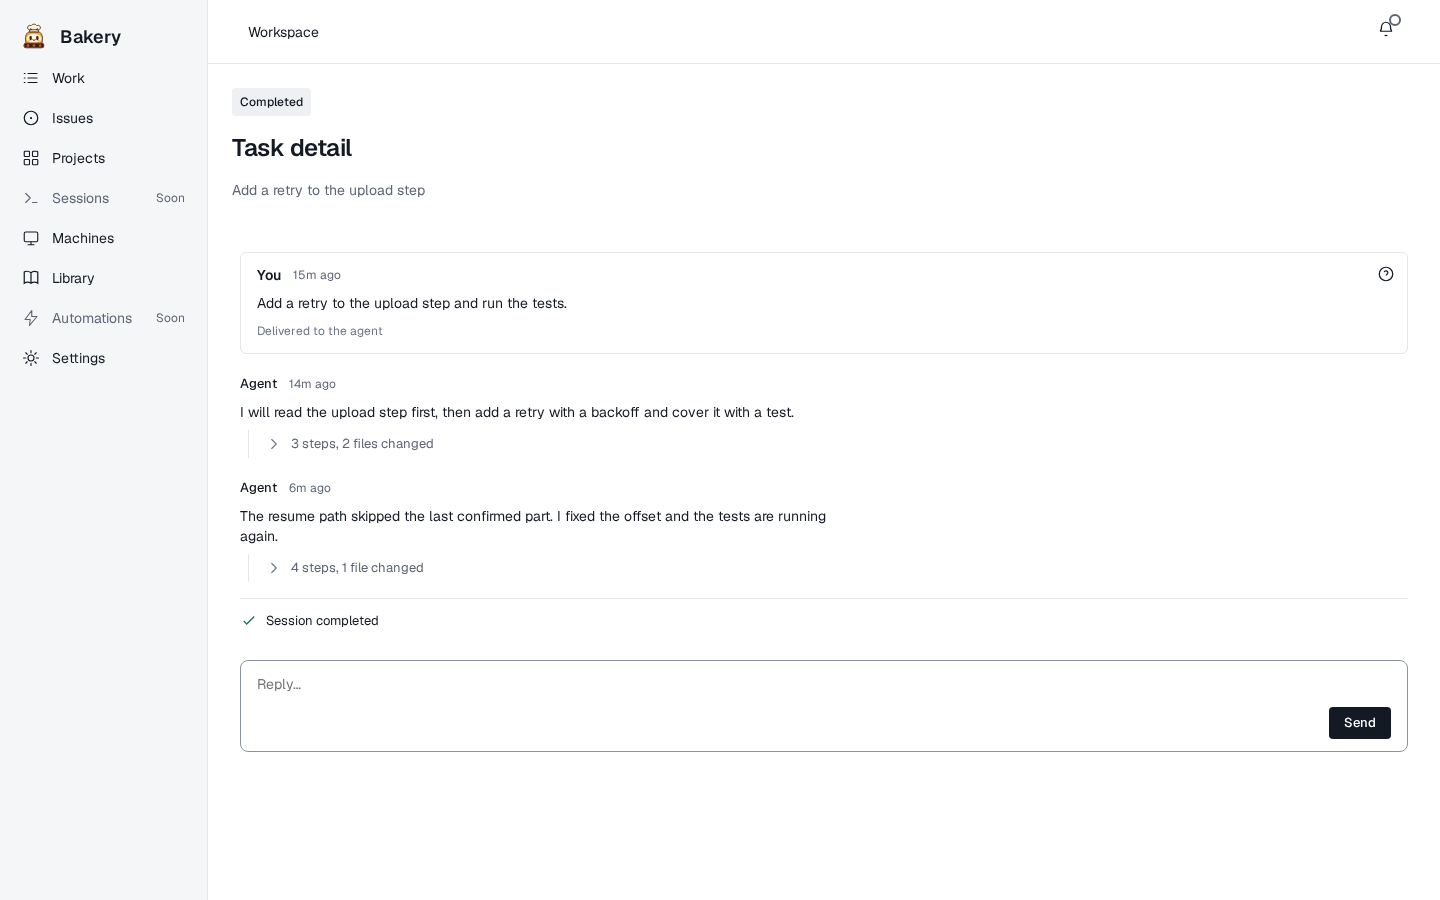 Bakery
Work
Issues
Projects
Sessions Soon
Machines
Library
Automations Soon
Settings
Workspace
Completed
Task detail
Add a retry to the upload step
You 15m ago
Add a retry to the upload step and run the tests.
Delivered to the agent
Agent 14m ago
I will read the upload step first, then add a retry with a backoff and cover it with a test.
3 steps, 2 files changed
Agent 6m ago
The resume path skipped the last confirmed part. I fixed the offset and the tests are running
again.
4 steps, 1 file changed
Session completed
Reply...
Send